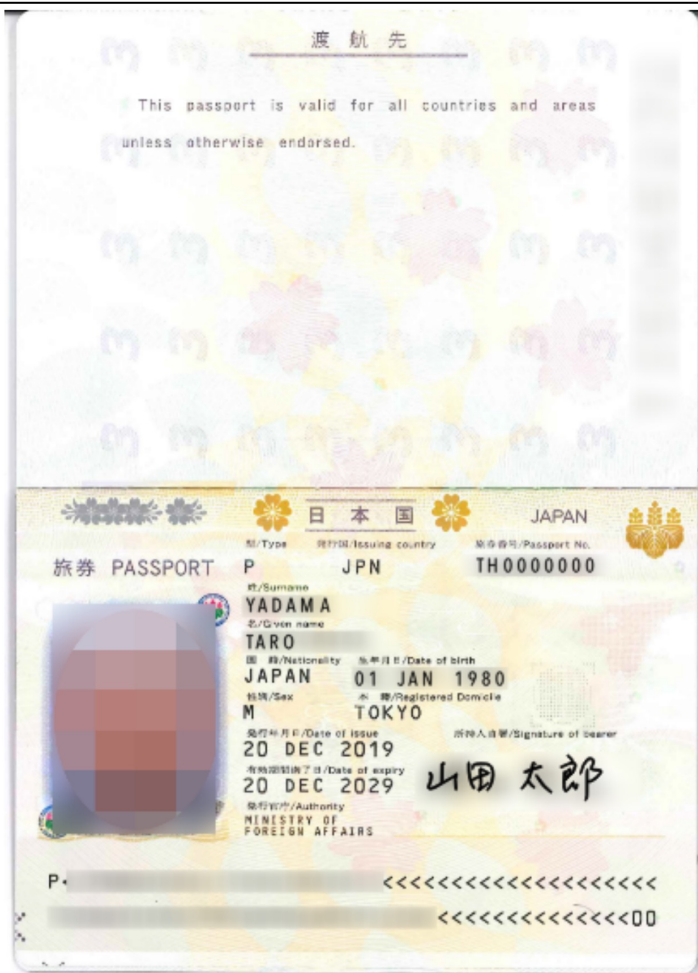 渡航先
This passport is valid for all countries and areas
unless otherwise endorsed.
日本国 JAPAN
型/Type 発行国/Issuing country 旅券番号/Passport No.
旅券 PASSPORT P JPN TH0000000
姓/Surname
YADAMA
名/Given name
TARO
国籍/Nationality 生年月日/Date of birth
JAPAN 01 JAN 1980
性別/Sex 本籍/Registered Domicile
M TOKYO
発行年月日/Date of issue 所持人自署/Signature of bearer
20 DEC 2019
有効期間満了日/Date of expiry
20 DEC 2029 山田 太郎
発行官庁/Authority
MINISTRY OF
FOREIGN AFFAIRS
P<
<<<<<<<<<<<<<<00